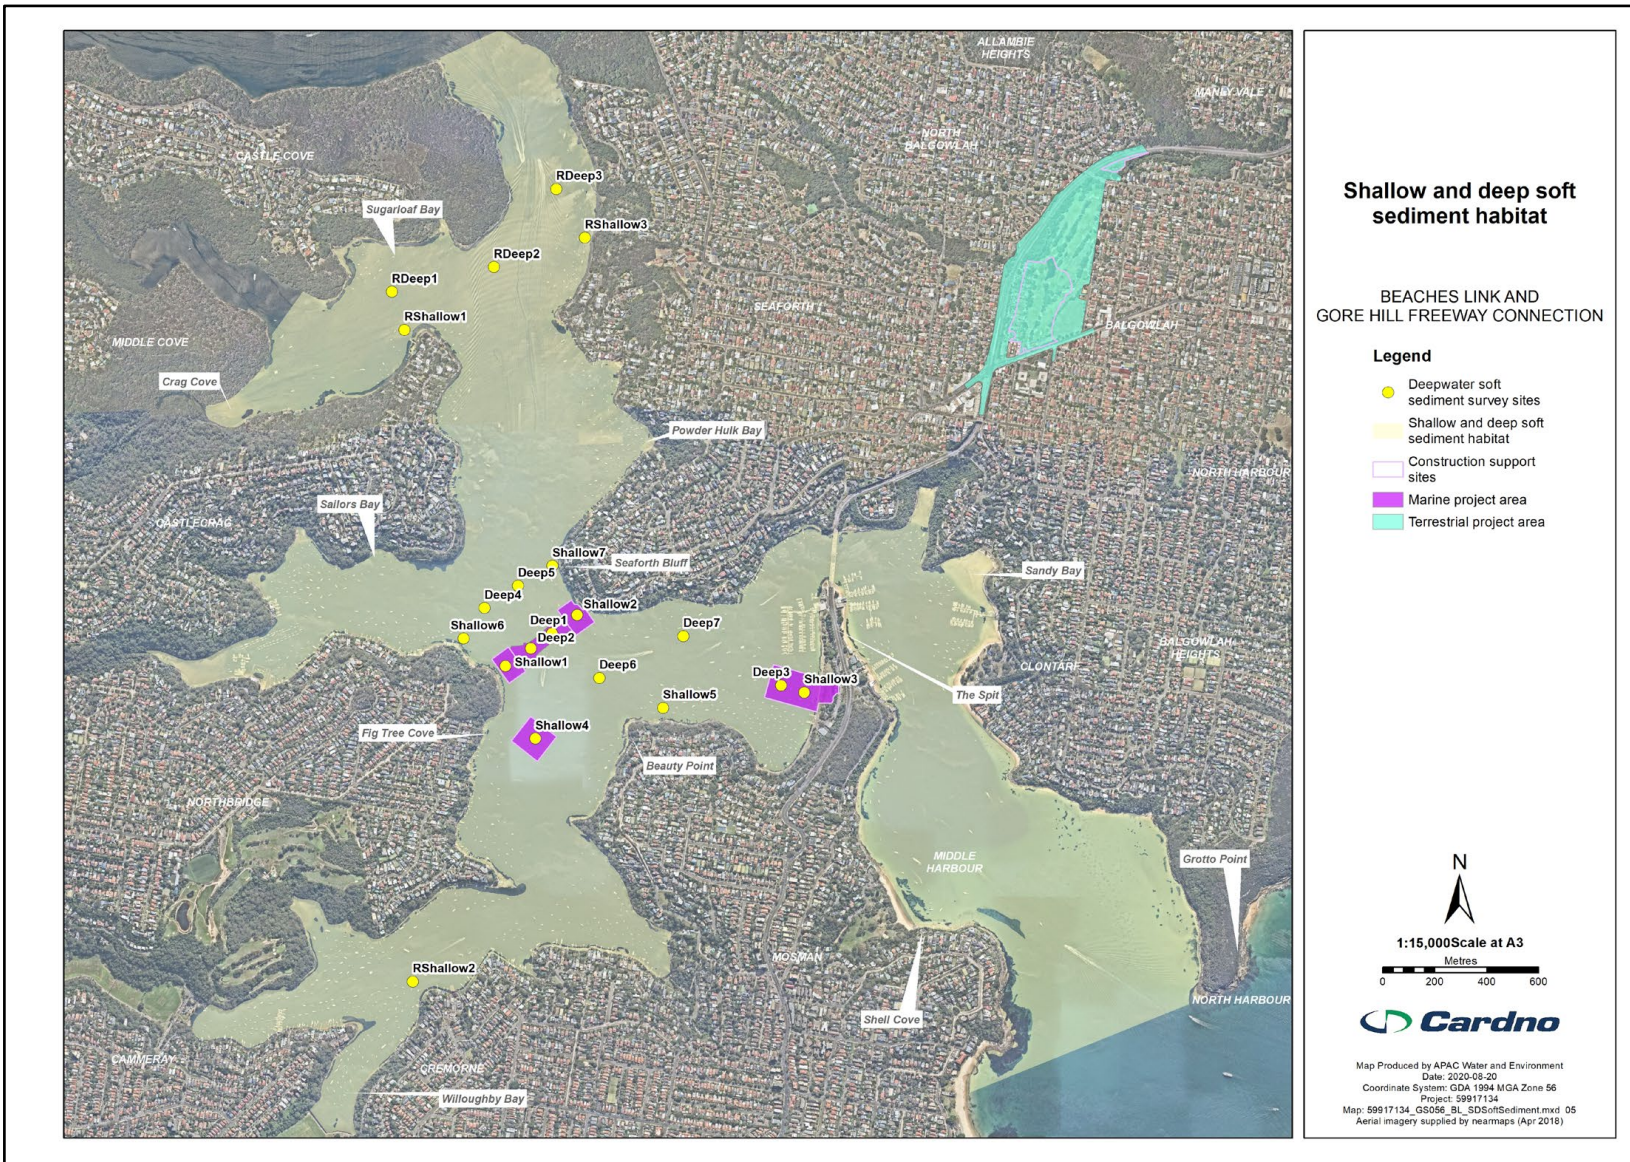 ALLAMBIE
HEIGHTS
MANLY VALE
NORTH
BALGOWLAH
CASTLE COVE
RDeep3
Sugarloaf Bay
RShallow3
RDeep2
RDeep1
SEAFORTH
RShallow1
BALGOWLAH
MIDDLE COVE
Crag Cove
Powder Hulk Bay
NORTH HARBOUR
Sailors Bay
CASTLECRAG
Shallow7
Seaforth Bluff
Deep5
Sandy Bay
Deep4
Shallow2
Deep1
Shallow6
Deep2
Deep7
BALGOWLAH
HEIGHTS
Shallow1
Deep6
CLONTARF
Deep3
Shallow3
The Spit
Shallow5
Shallow4
Fig Tree Cove
Beauty Point
NORTHBRIDGE
MIDDLE
HARBOUR
Grotto Point
MOSMAN
RShallow2
NORTH HARBOUR
Shell Cove
CAMMERAY
CREMORNE
Willoughby Bay
Shallow and deep soft
sediment habitat
BEACHES LINK AND
GORE HILL FREEWAY CONNECTION
Legend
Deepwater soft
sediment survey sites
Shallow and deep soft
sediment habitat
Construction support
sites
Marine project area
Terrestrial project area
N
1:15,000Scale at A3
Metres
0 200 400 600
Cardno
Map Produced by APAC Water and Environment
Date: 2020-08-20
Coordinate System: GDA 1994 MGA Zone 56
Project: 59917134
Map: 59917134_GS056_BL_SDSoftSediment.mxd 05
Aerial imagery supplied by nearmaps (Apr 2018)